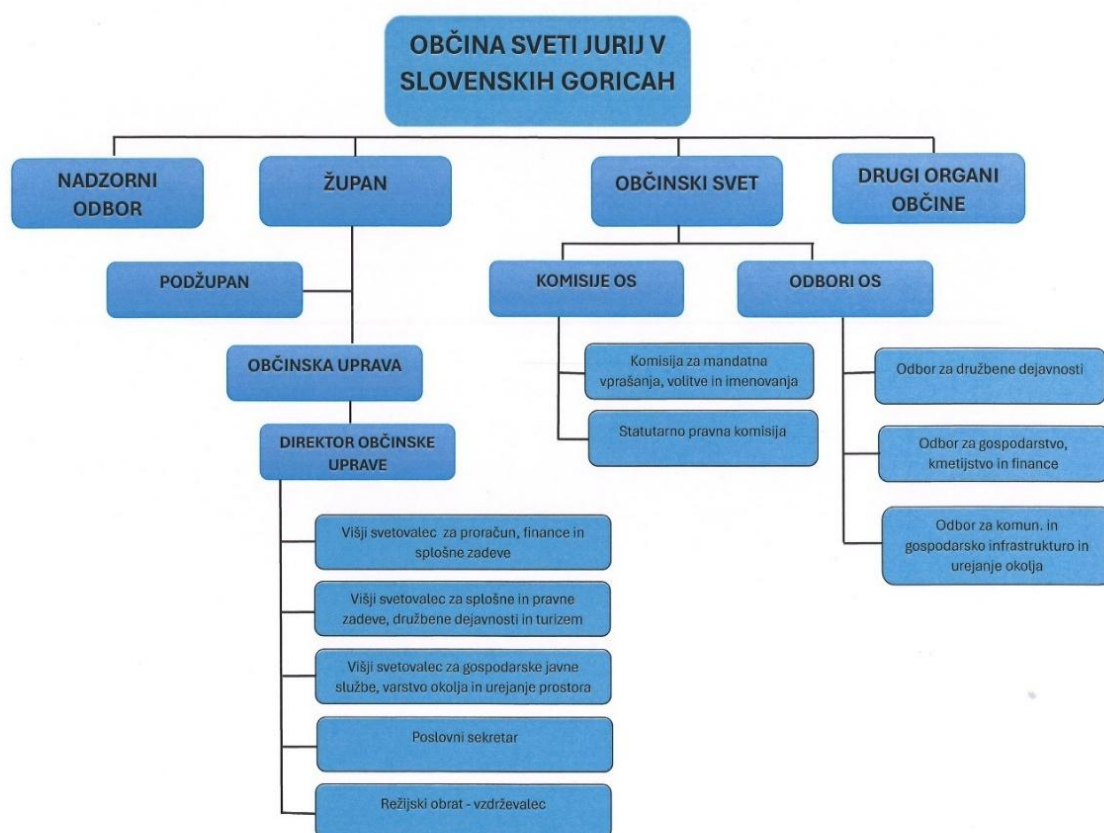 OBČINA SVETI JURIJ V
SLOVENSKIH GORICAH
NADZORNI
ODBOR
ŽUPAN
OBČINSKI SVET
DRUGI ORGANI
OBČINE
PODŽUPAN
KOMISIJE OS
ODBORI OS
OBČINSKA UPRAVA
Komisija za mandatna
vprašanja, volitve in imenovanja
Odbor za družbene dejavnosti
DIREKTOR OBČINSKE
UPRAVE
Statutarno pravna komisija
Odbor za gospodarstvo,
kmetijstvo in finance
Višji svetovalec za proračun, finance in
splošne zadeve
Odbor za komun. in
gospodarsko infrastrukturo in
urejanje okolja
Višji svetovalec za splošne in pravne
zadeve, družbene dejavnosti in turizem
Višji svetovalec za gospodarske javne
službe, varstvo okolja in urejanje prostora
Poslovni sekretar
Režijski obrat - vzdrževalec